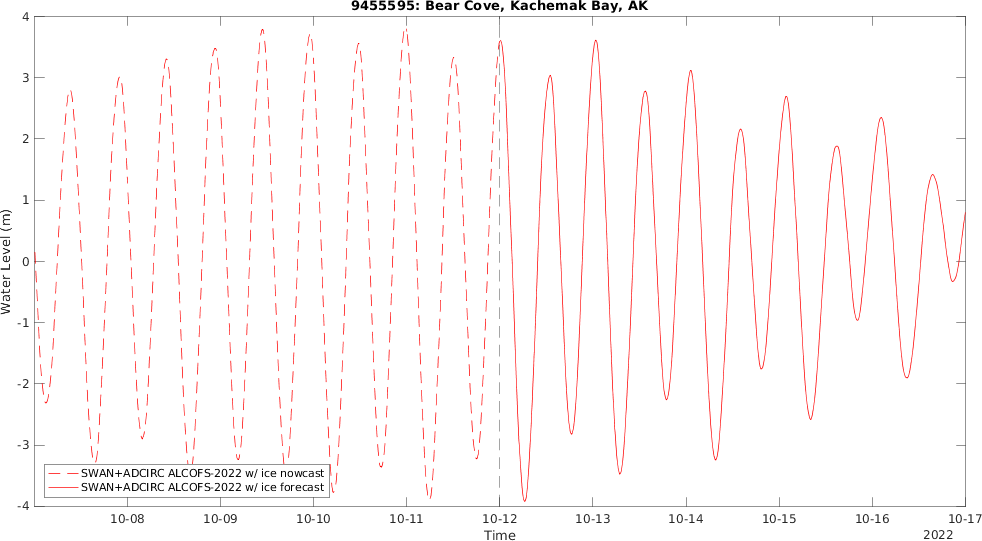 9455595: Bear Cove, Kachemak Bay, AK
4
3
2
1
0
-1
-2
-3
-4
Water Level (m)
SWAN+ADCIRC ALCOFS-2022 w/ ice nowcast
SWAN+ADCIRC ALCOFS-2022 w/ ice forecast
10-08 10-09 10-10 10-11 10-12 10-13 10-14 10-15 10-16 10-17
Time
2022